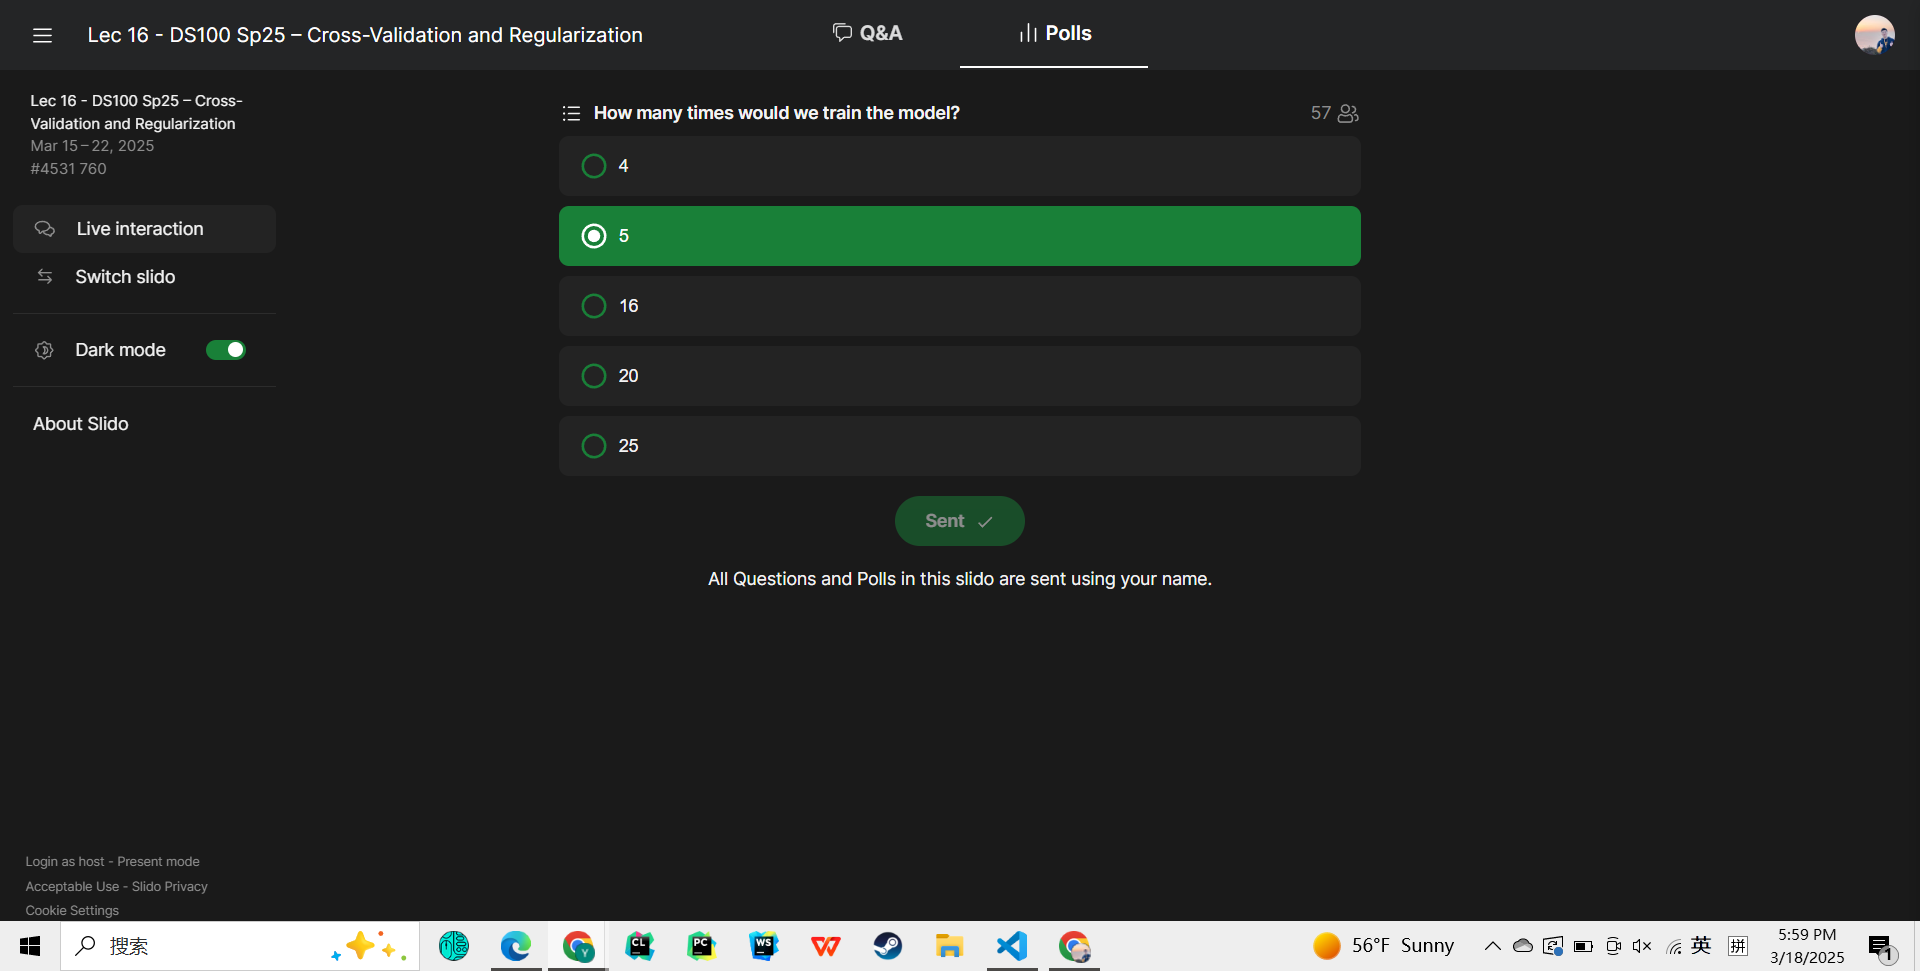 Lec 16 - DS100 Sp25 – Cross-Validation and Regularization
Q&A
Polls
Lec 16 - DS100 Sp25 – Cross-
Validation and Regularization
Mar 15 – 22, 2025
#4531 760
Live interaction
Switch slido
Dark mode
About Slido
How many times would we train the model?
57
4
5
16
20
25
Sent
All Questions and Polls in this slido are sent using your name.
Login as host - Present mode
Acceptable Use - Slido Privacy
Cookie Settings
搜索
Y
CL
PC
WS
56°F Sunny
英
拼
5:59 PM
3/18/2025
1